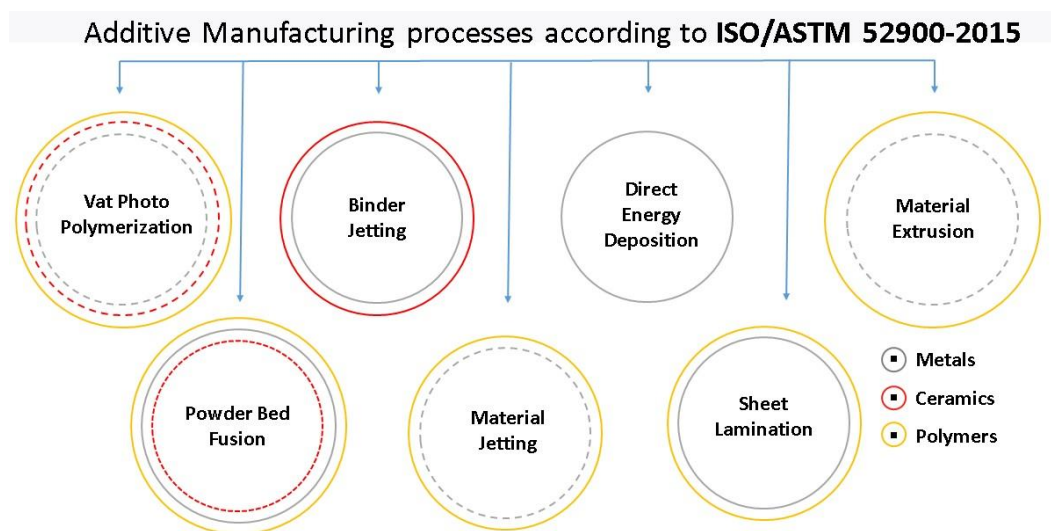 Additive Manufacturing processes according to ISO/ASTM 52900-2015
Vat Photo
Polymerization
Binder
Jetting
Direct
Energy
Deposition
Material
Extrusion
Powder Bed
Fusion
Material
Jetting
Sheet
Lamination
Metals
Ceramics
Polymers